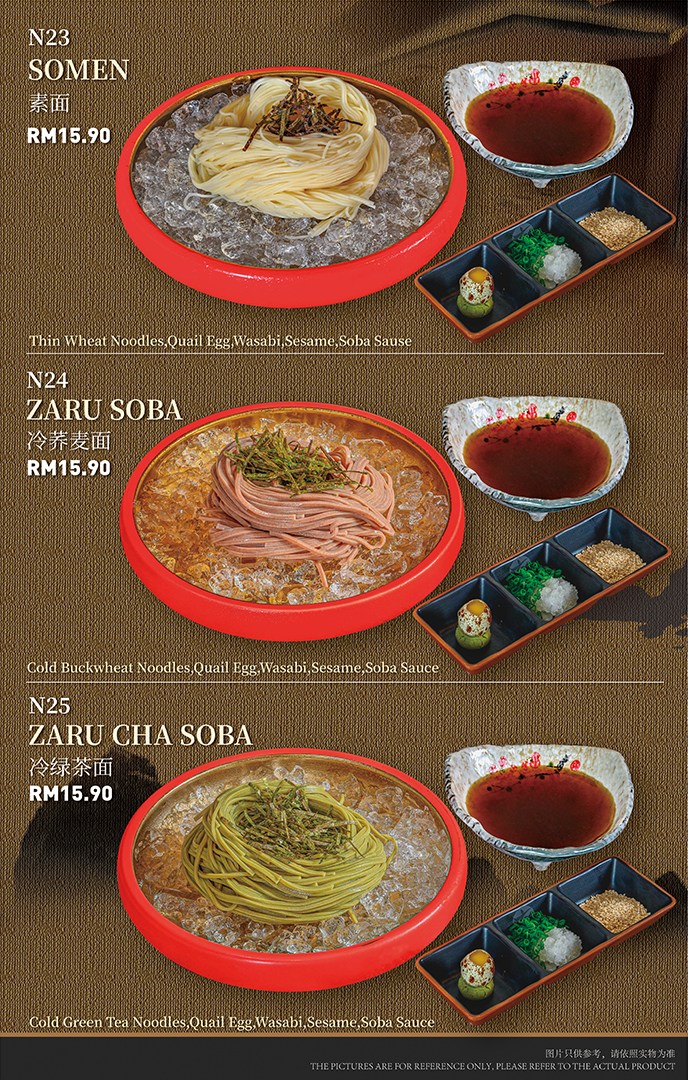 N23
SOMEN
素面
RM15.90
Thin Wheat Noodles,Quail Egg,Wasabi,Sesame,Soba Sause
N24
ZARU SOBA
冷荞麦面
RM15.90
Cold Buckwheat Noodles,Quail Egg,Wasabi,Sesame,Soba Sauce
N25
ZARU CHA SOBA
冷绿茶面
RM15.90
Cold Green Tea Noodles,Quail Egg,Wasabi,Sesame,Soba Sauce
图片只供参考，请依照实物为准
THE PICTURES ARE FOR REFERENCE ONLY, PLEASE REFER TO THE ACTUAL PRODUCT